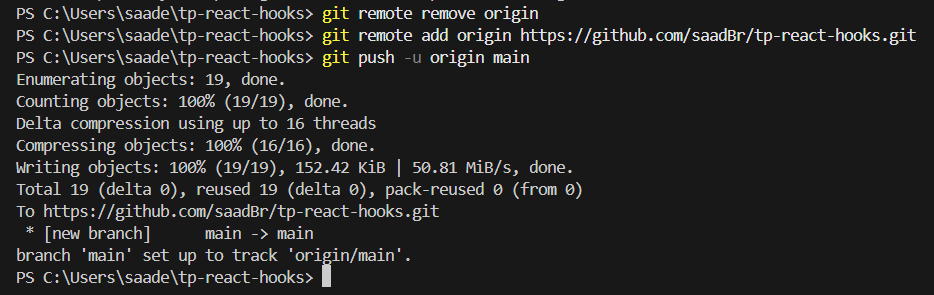 PS C:\Users\saade\tp-react-hooks> git remote remove origin
PS C:\Users\saade\tp-react-hooks> git remote add origin https://github.com/saadBr/tp-react-hooks.git
PS C:\Users\saade\tp-react-hooks> git push -u origin main
Enumerating objects: 19, done.
Counting objects: 100% (19/19), done.
Delta compression using up to 16 threads
Compressing objects: 100% (16/16), done.
Writing objects: 100% (19/19), 152.42 KiB | 50.81 MiB/s, done.
Total 19 (delta 0), reused 19 (delta 0), pack-reused 0 (from 0)
To https://github.com/saadBr/tp-react-hooks.git
 * [new branch]      main -> main
branch 'main' set up to track 'origin/main'.
PS C:\Users\saade\tp-react-hooks>